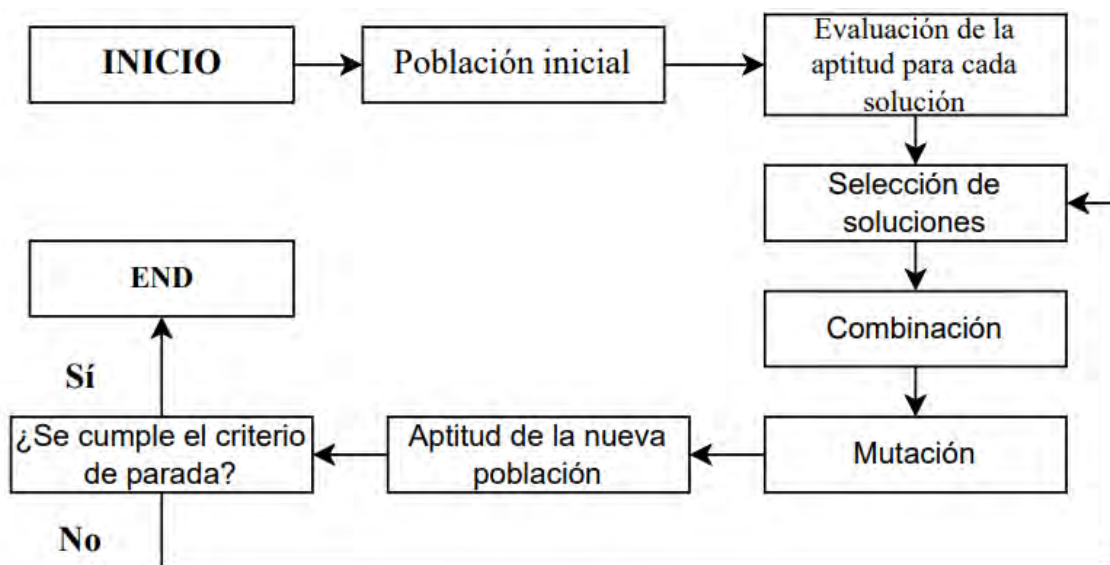 INICIO
Población inicial
Evaluación de la
aptitud para cada
solución
Selección de
soluciones
Combinación
Mutación
Aptitud de la nueva
población
¿Se cumple el criterio
de parada?
Sí
END
No